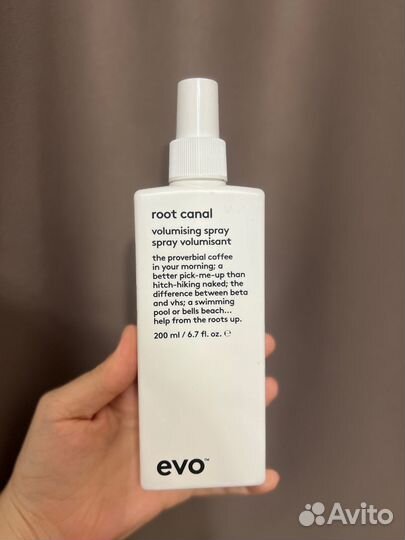 root canal
volumising spray
spray volumisant
the proverbial coffee
in your morning; a
better pick-me-up than
hitch-hiking naked; the
difference between beta
and vhs; a swimming
pool or bells beach...
help from the roots up.
200 ml / 6.7 fl. oz. ℮
evo™
Avito